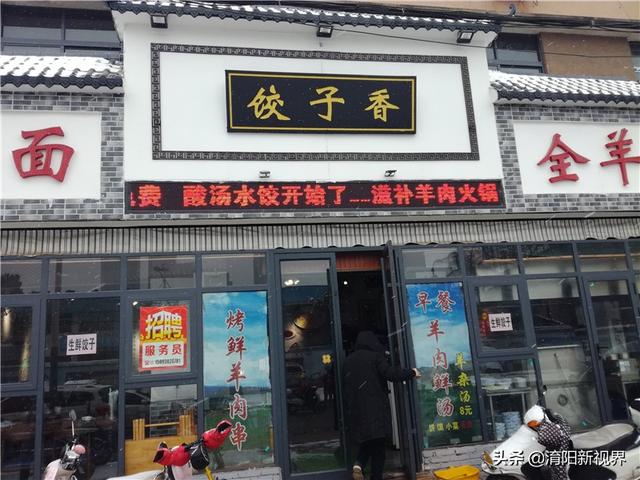 饺子香
面
全羊
费 酸汤水饺开始了……滋补羊肉火锅
生鲜饺子
招聘
服务员
烤鲜羊肉串
早餐
羊肉鲜汤
羊杂汤
8元
生鲜饺子
头条 @淯阳新视界